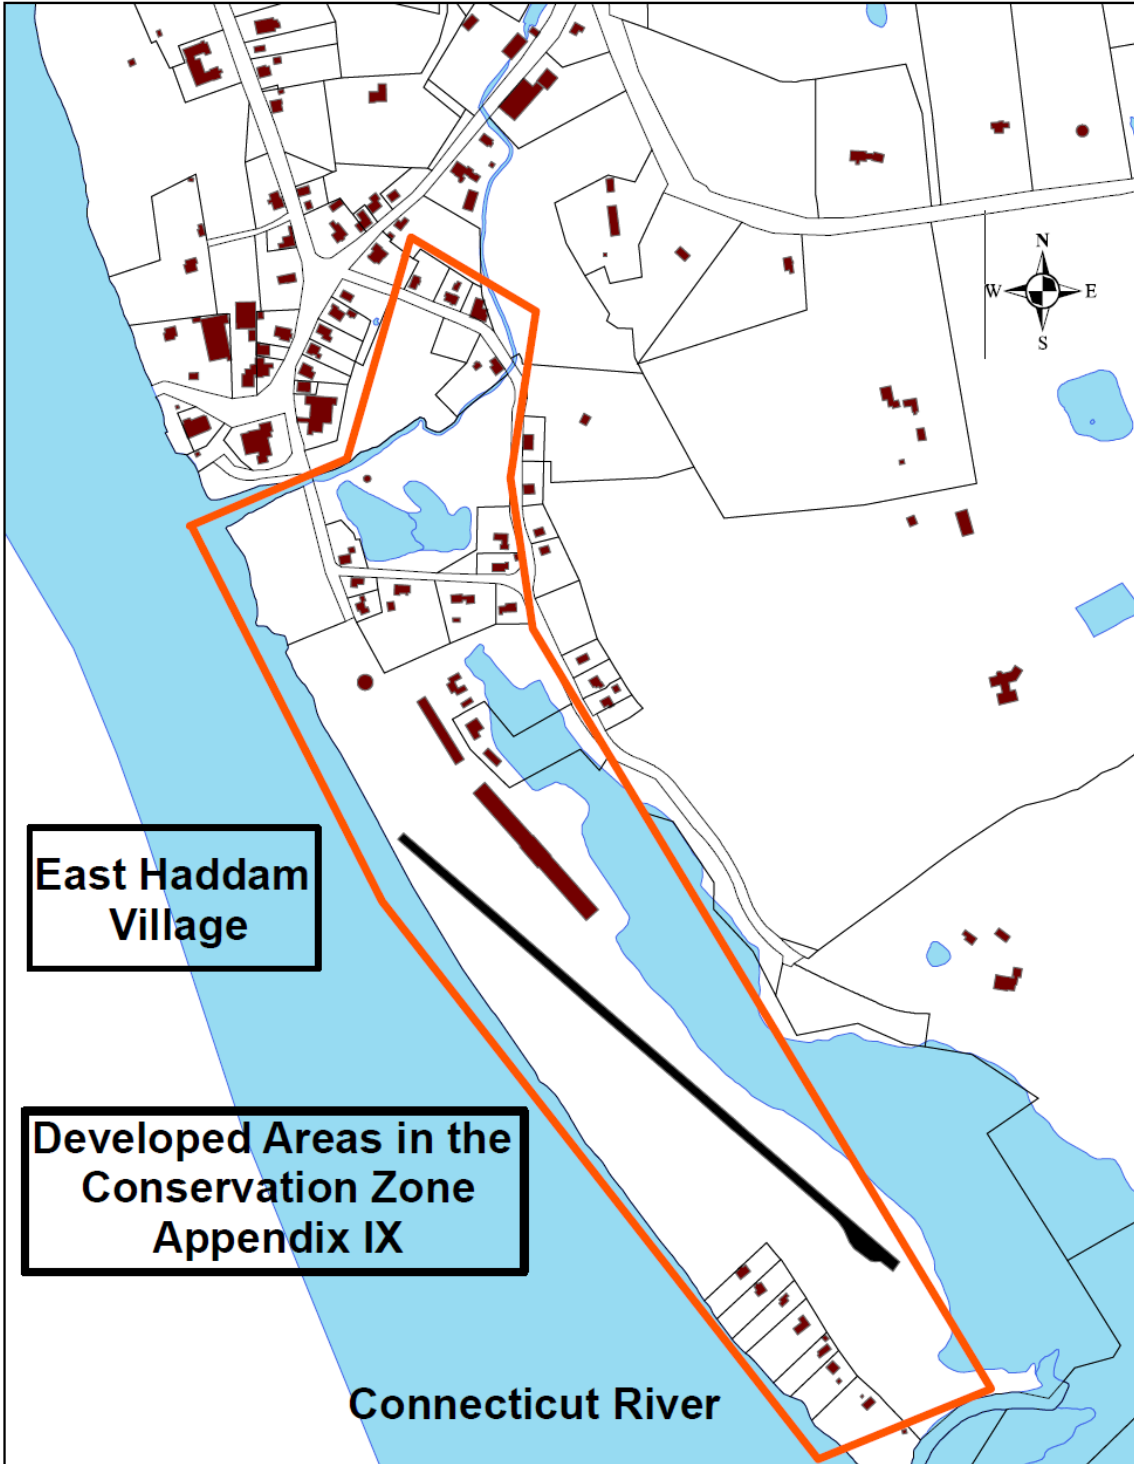 N
W E
S
East Haddam
Village
Developed Areas in the
Conservation Zone
Appendix IX
Connecticut River